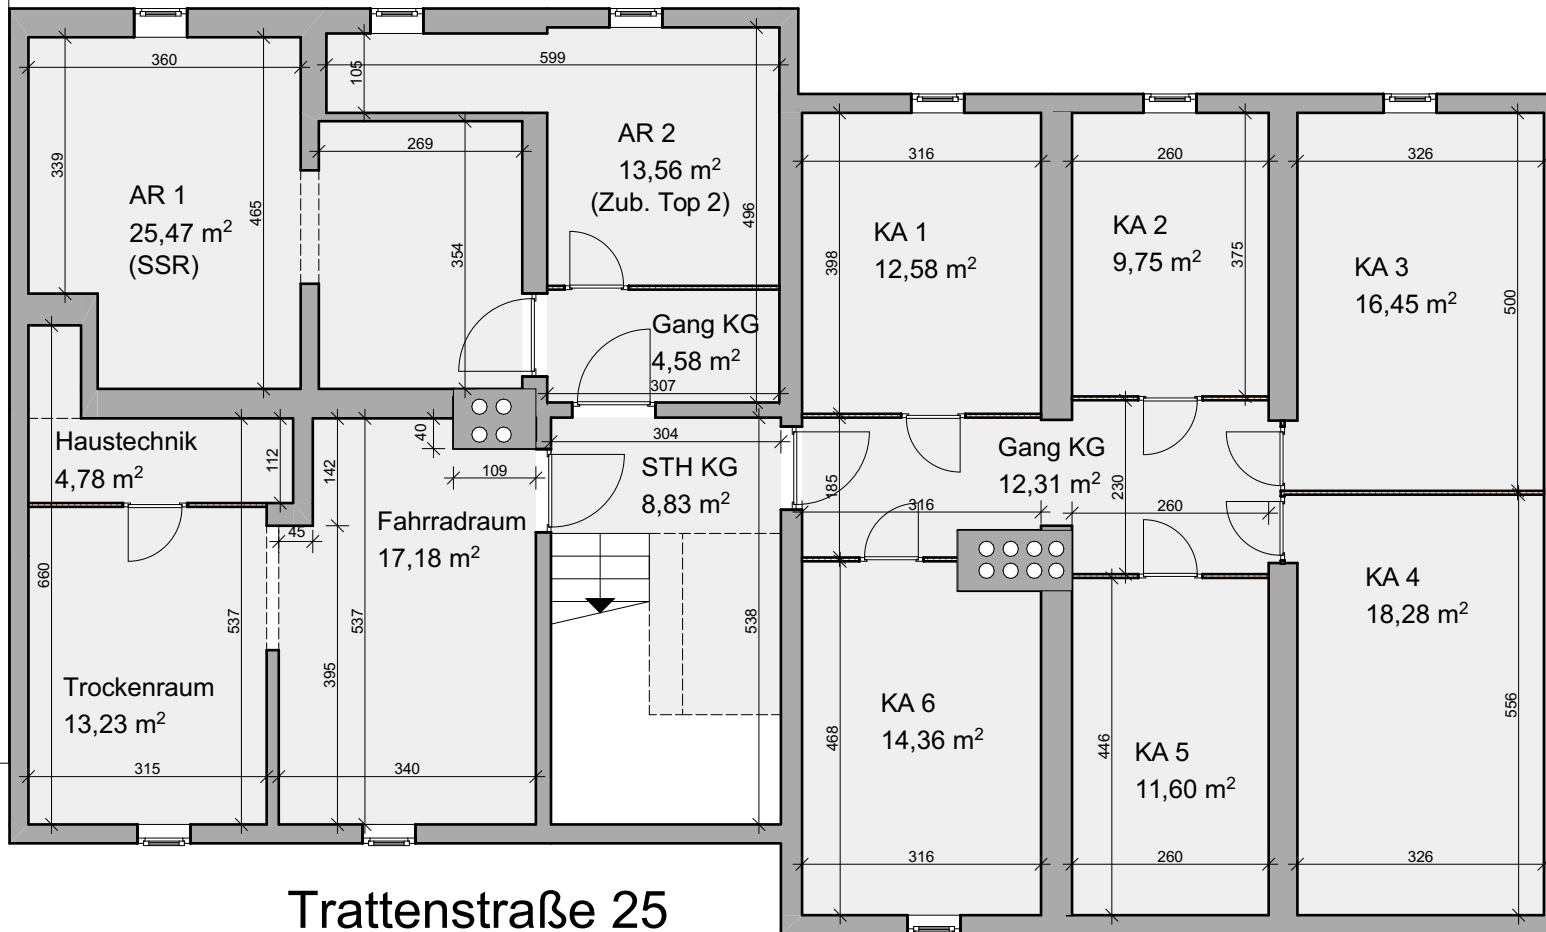 360
599
105
269
339
465
354
AR 1
25,47 m²
(SSR)
AR 2
13,56 m²
(Zub. Top 2)
496
316
260
326
KA 1
12,58 m²
398
KA 2
9,75 m²
375
KA 3
16,45 m²
500
Gang KG
4,58 m²
307
Haustechnik
4,78 m²
112
142
40
109
304
STH KG
8,83 m²
Gang KG
12,31 m²
185
316
230
260
45
Fahrradraum
17,18 m²
660
537
537
395
538
Trockenraum
13,23 m²
315
340
KA 6
14,36 m²
468
KA 5
11,60 m²
446
KA 4
18,28 m²
556
316
260
326
Trattenstraße 25